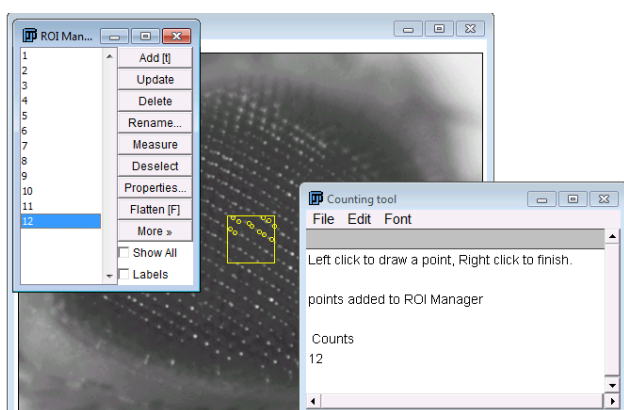 ROI Man...
1
2
3
4
5
6
7
8
9
10
11
12
Add [t]
Update
Delete
Rename...
Measure
Deselect
Properties...
Flatten [F]
More »
Show All
Labels
Counting tool
File Edit Font
Left click to draw a point, Right click to finish.
points added to ROI Manager
Counts
12